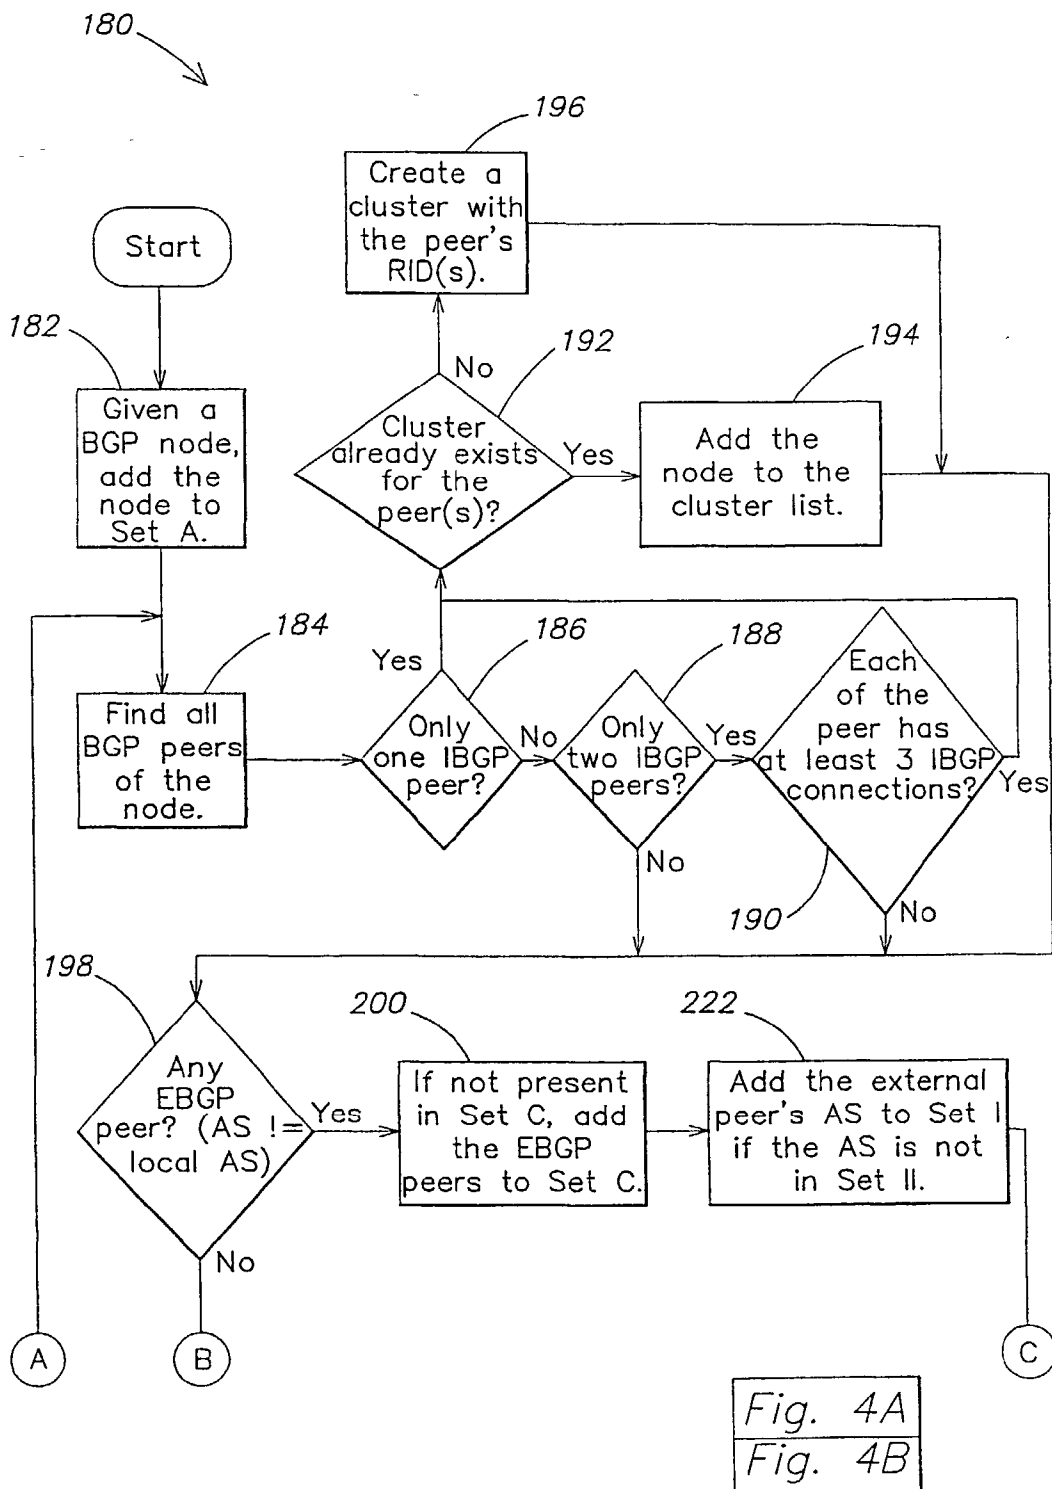 180
196
Create a
cluster with
the peer's
RID(s).
Start
182
192
194
No
Given a
BGP node,
add the
node to
Set A.
Cluster
already exists
for the
peer(s)?
Yes
Add the
node to the
cluster list.
184
186
188
Yes
Find all
BGP peers
of the
node.
Only
one IBGP
peer?
No
Only
two IBGP
peers?
Yes
Each
of the
peer has
at least 3 IBGP
connections?
Yes
No
190
No
198
200
222
Any
EBGP
peer? (AS !=
local AS)
Yes
If not present
in Set C, add
the EBGP
peers to Set C.
Add the external
peer's AS to Set I
if the AS is not
in Set II.
No
A
B
C
Fig. 4A
Fig. 4B